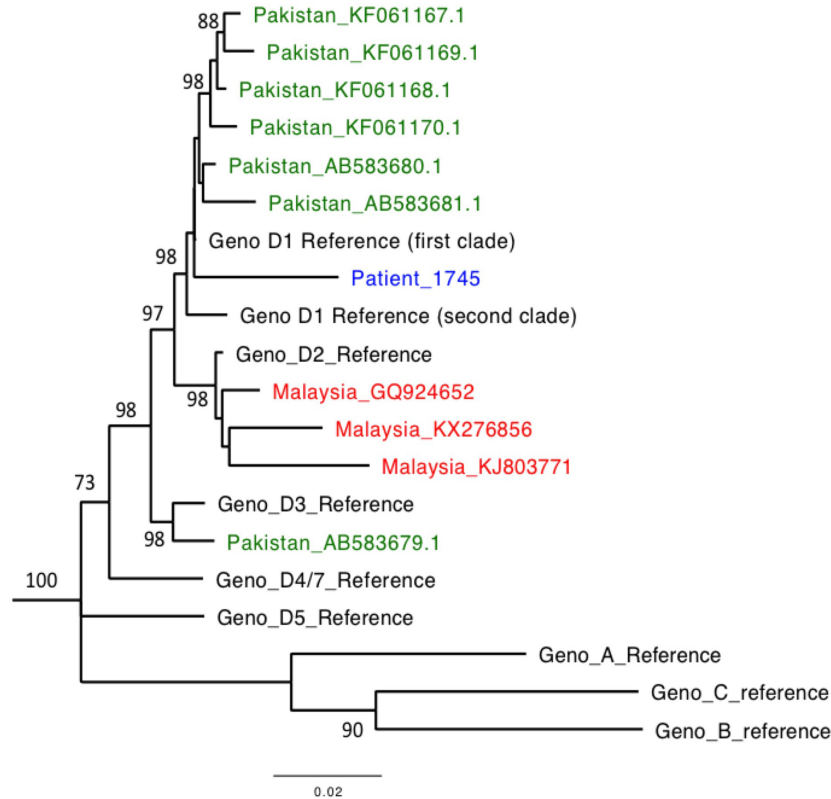 88
Pakistan_KF061167.1
Pakistan_KF061169.1
98
Pakistan_KF061168.1
Pakistan_KF061170.1
Pakistan_AB583680.1
Pakistan_AB583681.1
Geno D1 Reference (first clade)
98
Patient_1745
97
Geno D1 Reference (second clade)
Geno_D2_Reference
98
Malaysia_GQ924652
98
Malaysia_KX276856
Malaysia_KJ803771
73
Geno_D3_Reference
98
Pakistan_AB583679.1
100
Geno_D4/7_Reference
Geno_D5_Reference
Geno_A_Reference
Geno_C_reference
90
Geno_B_reference
0.02